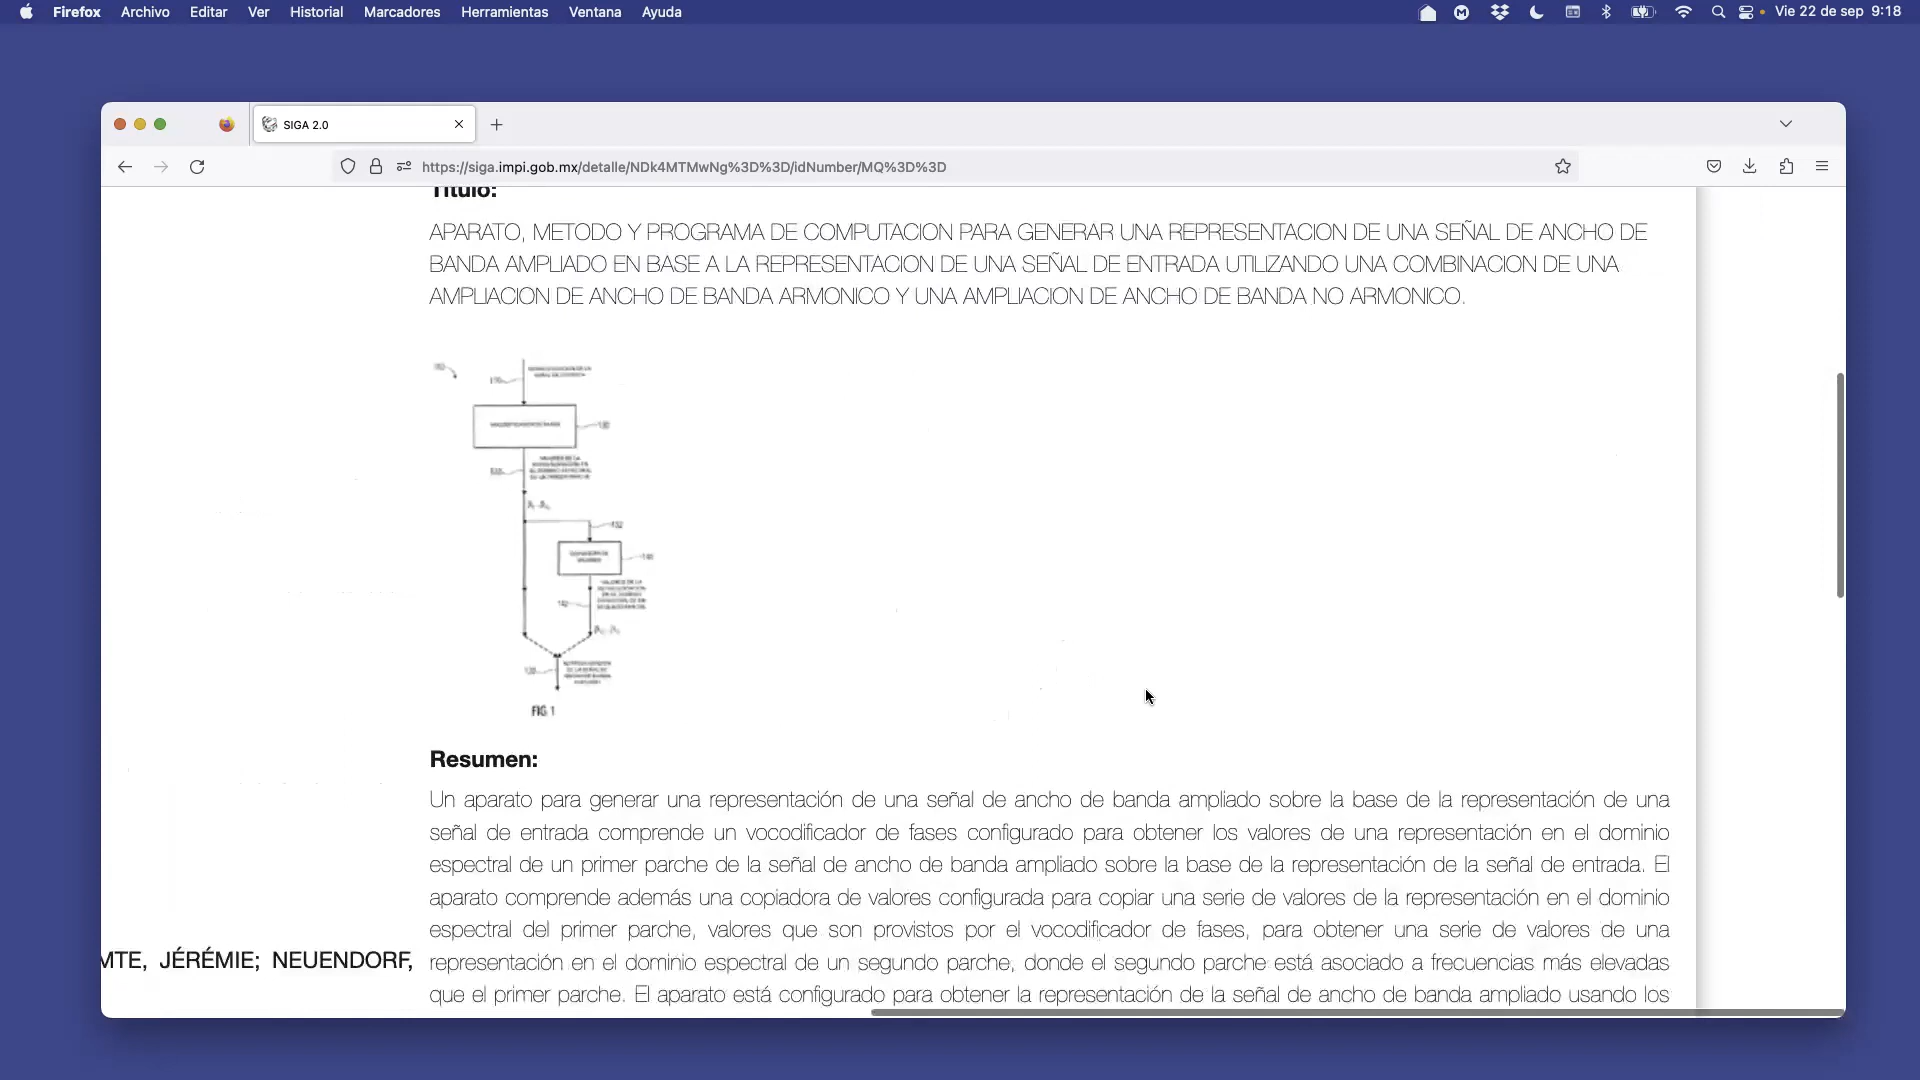 Firefox Archivo Editar Ver Historial Marcadores Herramientas Ventana Ayuda Vie 22 de sep 9:18
SIGA 2.0
https://siga.impi.gob.mx/detalle/NDk4MTMwNg%3D%3D/idNumber/MQ%3D%3D
Título:
APARATO, METODO Y PROGRAMA DE COMPUTACION PARA GENERAR UNA REPRESENTACION DE UNA SEÑAL DE ANCHO DE
BANDA AMPLIADO EN BASE A LA REPRESENTACION DE UNA SEÑAL DE ENTRADA UTILIZANDO UNA COMBINACION DE UNA
AMPLIACION DE ANCHO DE BANDA ARMONICO Y UNA AMPLIACION DE ANCHO DE BANDA NO ARMONICO.
FIG 1
Resumen:
Un aparato para generar una representación de una señal de ancho de banda ampliado sobre la base de la representación de una
señal de entrada comprende un vocodificador de fases configurado para obtener los valores de una representación en el dominio
espectral de un primer parche de la señal de ancho de banda ampliado sobre la base de la representación de la señal de entrada. El
aparato comprende además una copiadora de valores configurada para copiar una serie de valores de la representación en el dominio
espectral del primer parche, valores que son provistos por el vocodificador de fases, para obtener una serie de valores de una
MTE, JÉRÉMIE; NEUENDORF, representación en el dominio espectral de un segundo parche, donde el segundo parche está asociado a frecuencias más elevadas
que el primer parche. El aparato está configurado para obtener la representación de la señal de ancho de banda ampliado usando los